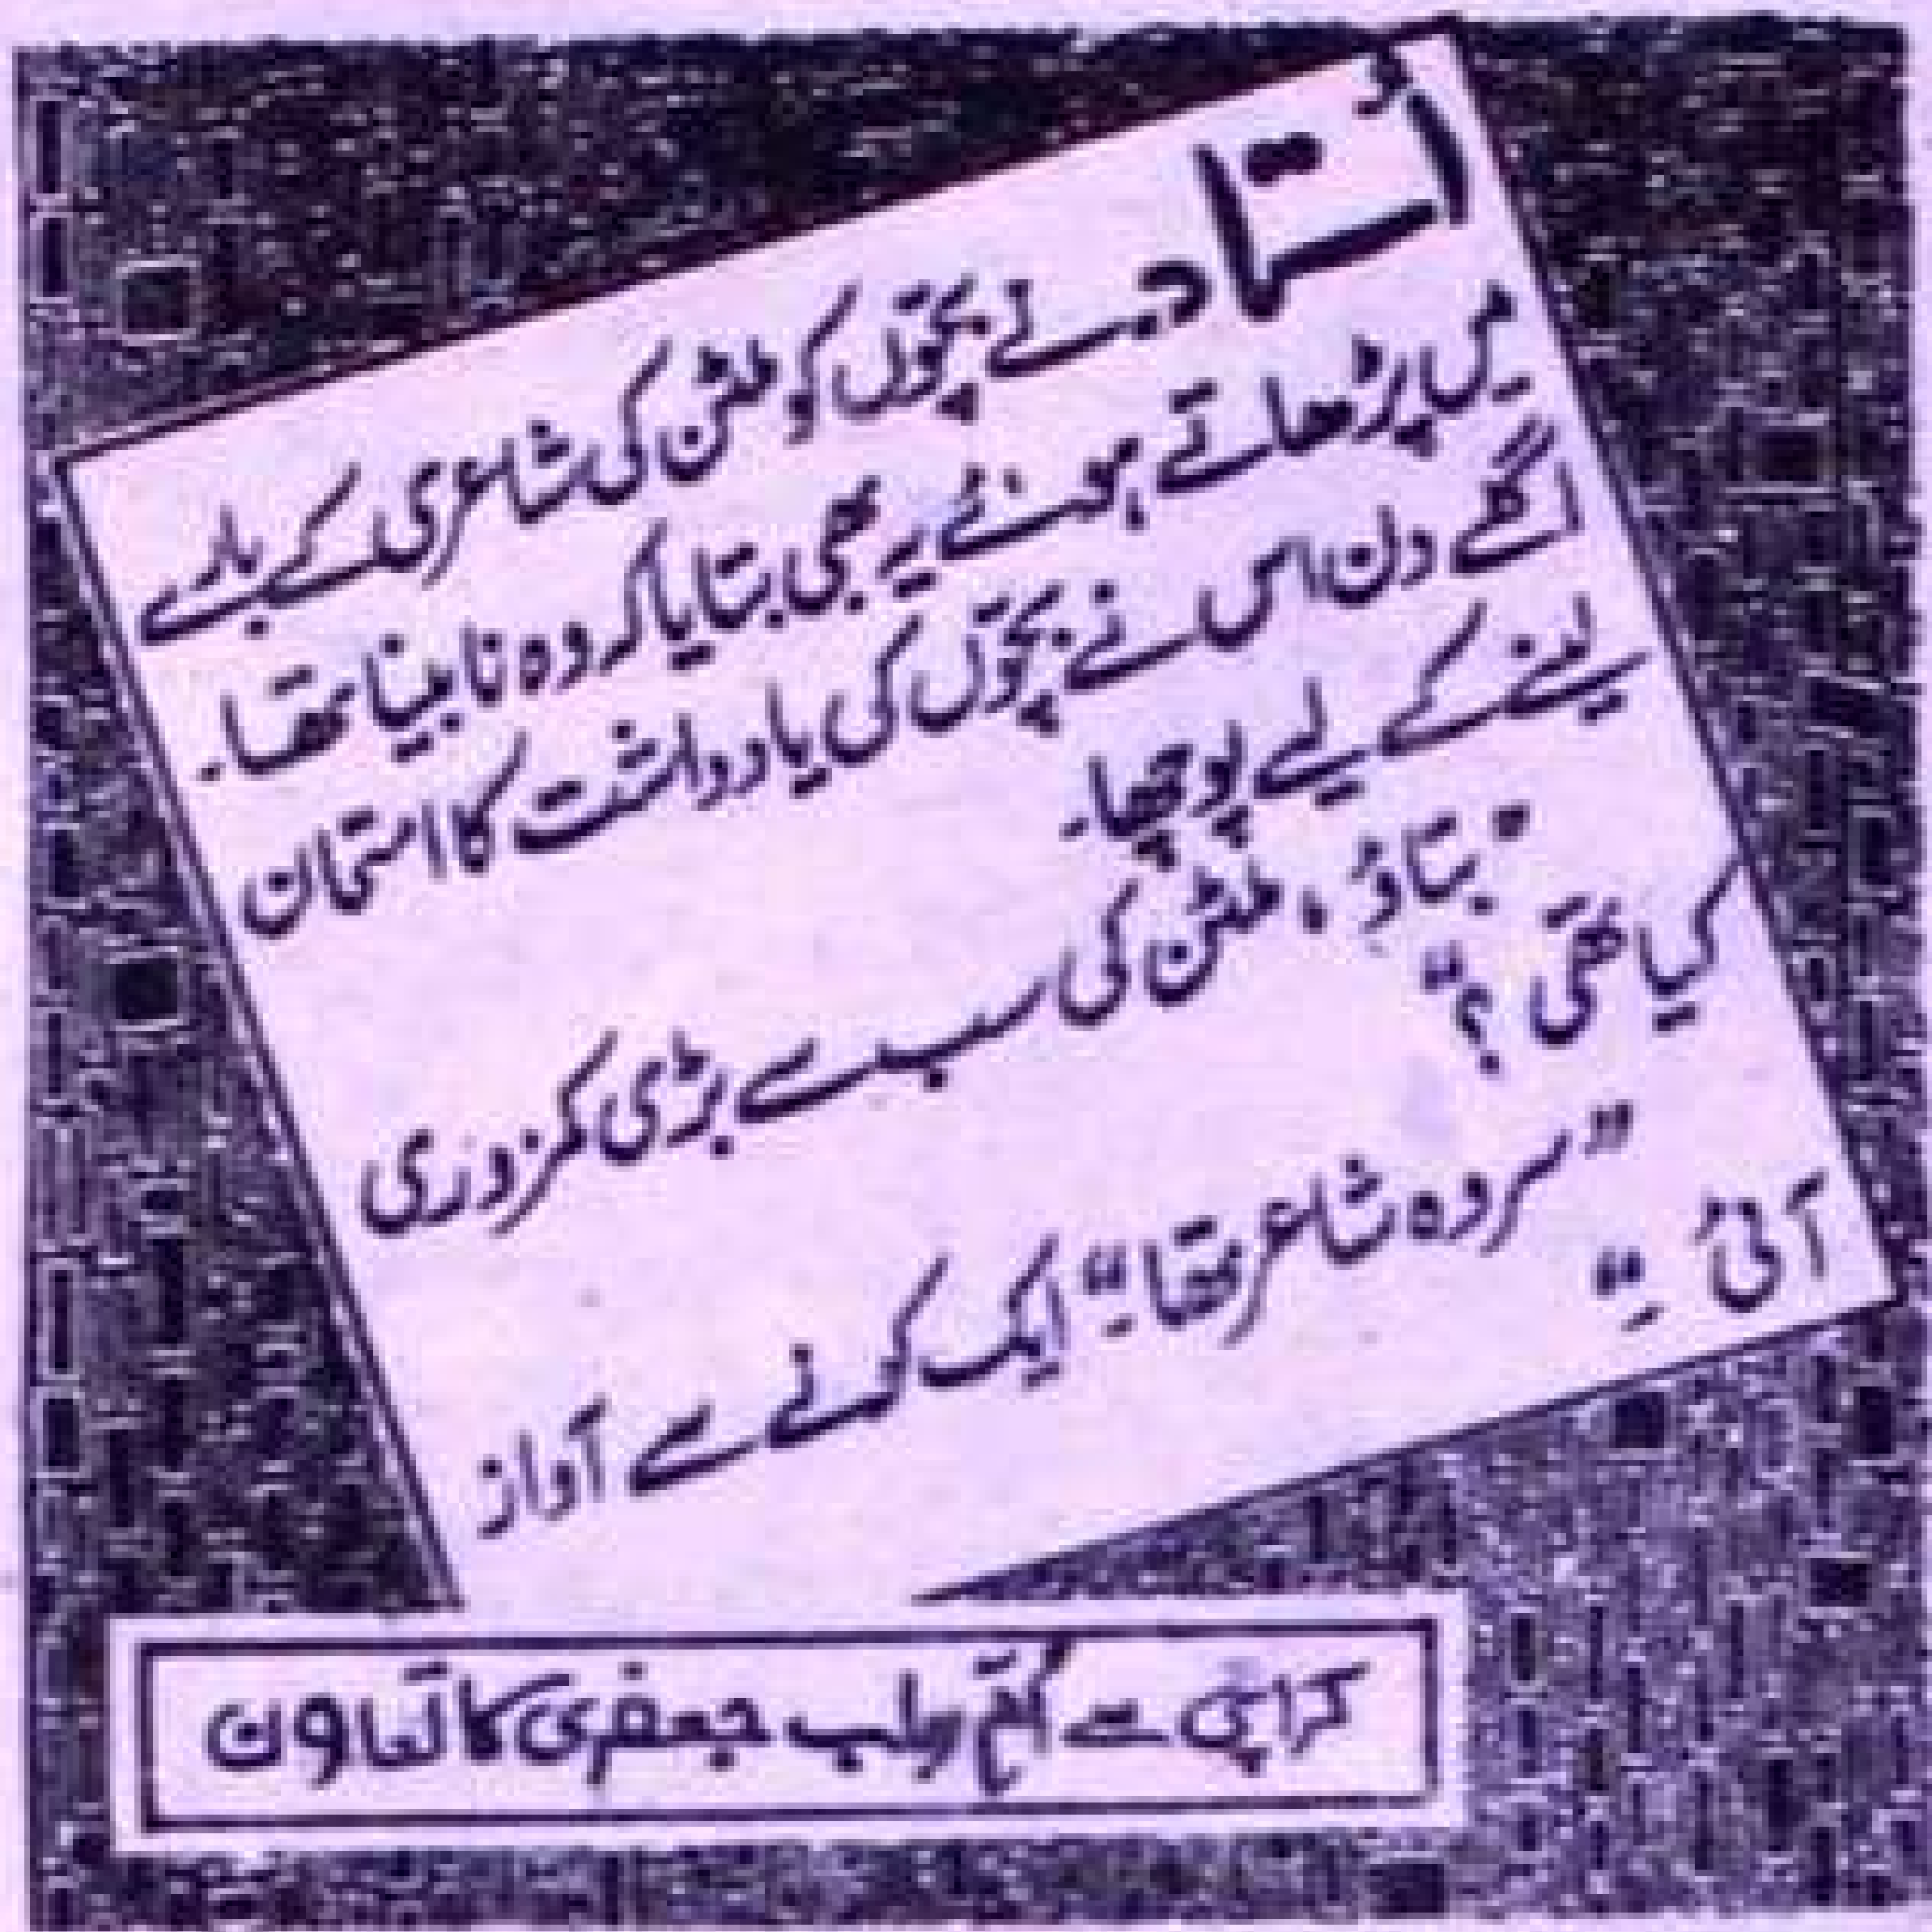 استاد نے بچوں کو ملٹن کی شاعری کے بارے
میں پڑھاتے ہوئے یہ بھی بتایا کہ وہ نابینا تھا۔
اگلے دن اس نے بچوں کی یادداشت کا امتحان
لینے کے لیے پوچھا۔
" بتاؤ ، ملٹن کی سب سے بڑی کمزوری
کیا تھی ؟"
"سر وہ شاعر تھا۔" ایک کونے سے آواز
آئی ۔"
کراچی سے رباب جعفری کا تعاون